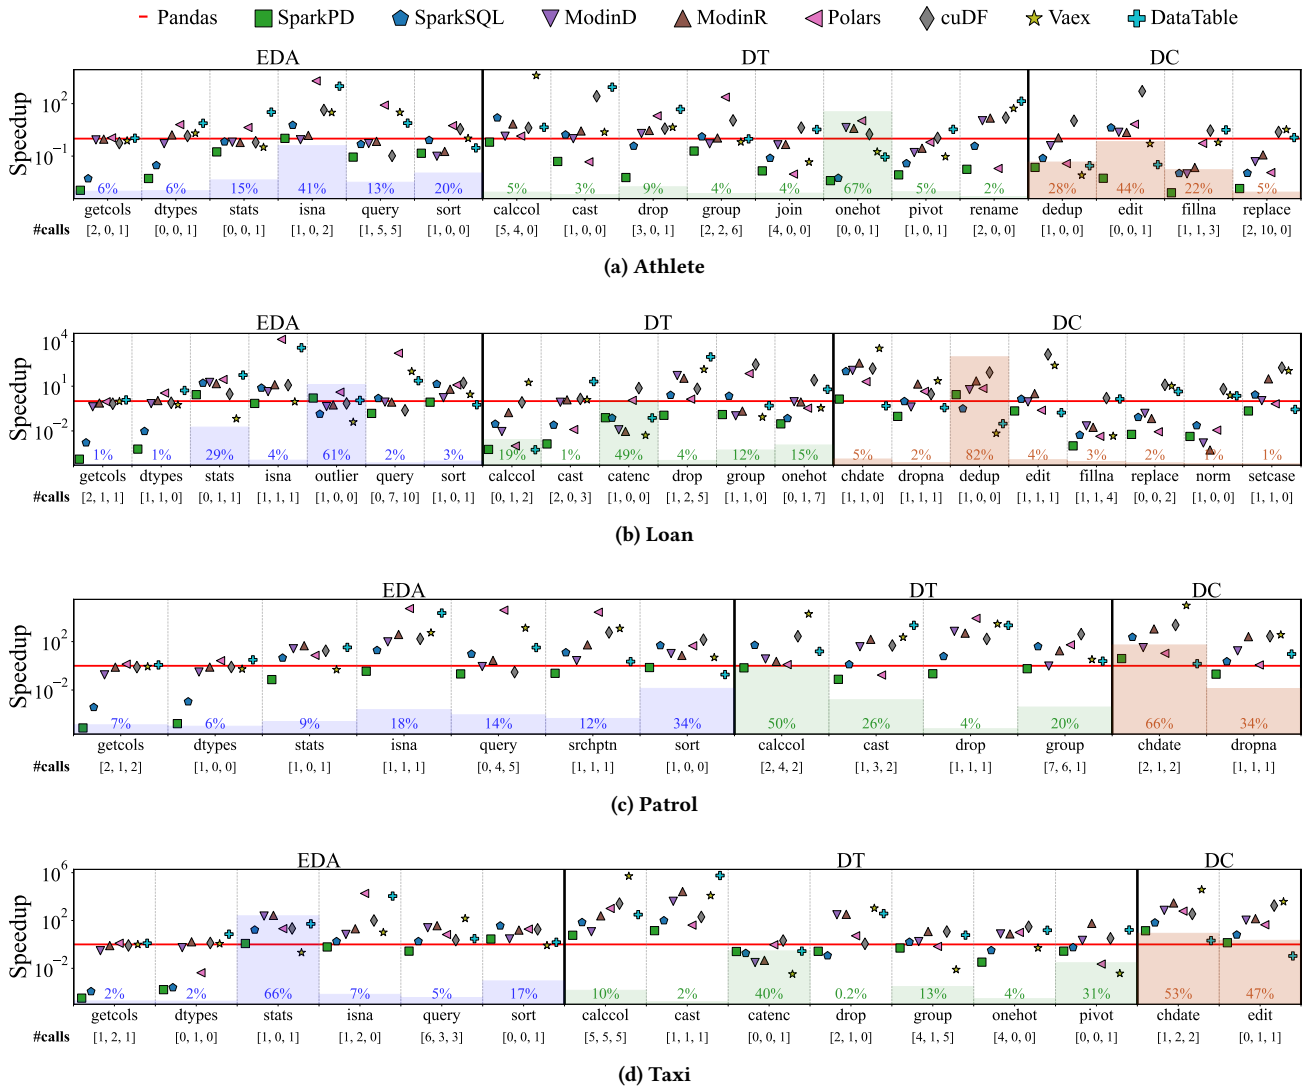 Pandas SparkPD SparkSQL ModinD ModinR Polars cuDF Vaex DataTable
EDA DT DC
Speedup
10² 10⁻¹
6% 6% 15% 41% 13% 20% 5% 3% 9% 4% 4% 67% 5% 2% 28% 44% 22% 5%
getcols dtypes stats isna query sort calccol cast drop group join onehot pivot rename dedup edit fillna replace
#calls [2, 0, 1] [0, 0, 1] [0, 0, 1] [1, 0, 2] [1, 5, 5] [1, 0, 0] [5, 4, 0] [1, 0, 0] [3, 0, 1] [2, 2, 6] [4, 0, 0] [0, 0, 1] [1, 0, 1] [2, 0, 0] [1, 0, 0] [0, 0, 1] [1, 1, 3] [2, 10, 0]
(a) Athlete
EDA DT DC
Speedup
10⁴ 10¹ 10⁻²
1% 1% 29% 4% 61% 2% 3% 19% 1% 49% 4% 12% 15% 5% 2% 82% 4% 3% 2% 1% 1%
getcols dtypes stats isna outlier query sort calccol cast catenc drop group onehot chdate dropna dedup edit fillna replace norm setcase
#calls [2, 1, 1] [1, 1, 0] [0, 1, 1] [1, 1, 1] [1, 0, 0] [0, 7, 10] [1, 0, 1] [0, 1, 2] [2, 0, 3] [1, 0, 0] [1, 2, 5] [1, 1, 0] [0, 1, 7] [1, 1, 0] [1, 1, 1] [1, 0, 0] [1, 1, 1] [1, 1, 4] [0, 0, 2] [1, 0, 0] [1, 1, 0]
(b) Loan
EDA DT DC
Speedup
10² 10⁻²
7% 6% 9% 18% 14% 12% 34% 50% 26% 4% 20% 66% 34%
getcols dtypes stats isna query srchptn sort calccol cast drop group chdate dropna
#calls [2, 1, 2] [1, 0, 0] [1, 0, 1] [1, 1, 1] [0, 4, 5] [1, 1, 1] [1, 0, 0] [2, 4, 2] [1, 3, 2] [1, 1, 1] [7, 6, 1] [2, 1, 2] [1, 1, 1]
(c) Patrol
EDA DT DC
Speedup
10⁶ 10² 10⁻²
2% 2% 66% 7% 5% 17% 10% 2% 40% 0.2% 13% 4% 31% 53% 47%
getcols dtypes stats isna query sort calccol cast catenc drop group onehot pivot chdate edit
#calls [1, 2, 1] [0, 1, 0] [1, 0, 1] [1, 2, 0] [6, 3, 3] [0, 0, 1] [5, 5, 5] [1, 1, 1] [0, 0, 1] [2, 1, 0] [4, 1, 5] [4, 0, 0] [0, 0, 1] [1, 2, 2] [0, 1, 1]
(d) Taxi